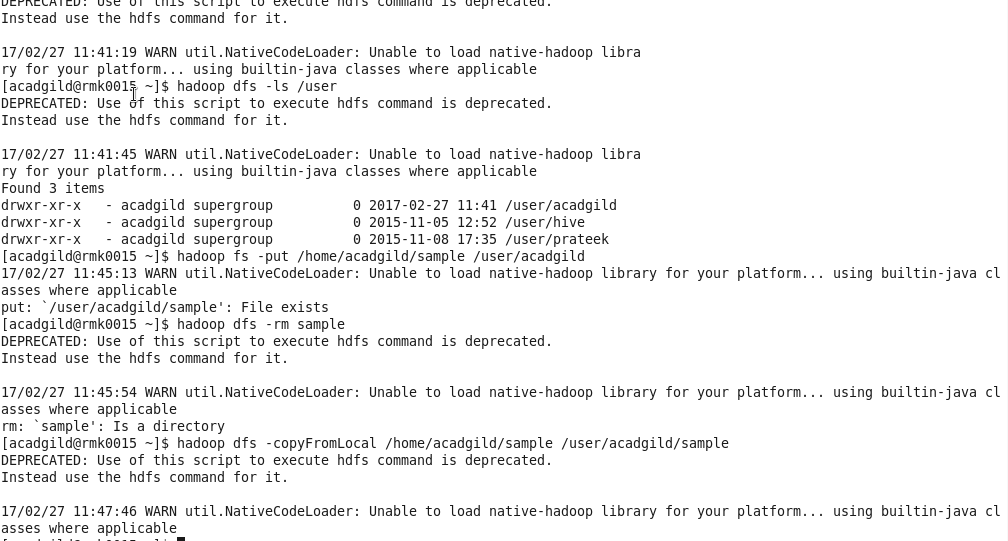 DEPRECATED: Use of this script to execute hdfs command is deprecated.
Instead use the hdfs command for it.
17/02/27 11:41:19 WARN util.NativeCodeLoader: Unable to load native-hadoop libra
ry for your platform... using builtin-java classes where applicable
[acadgild@rmk0015 ~]$ hadoop dfs -ls /user
DEPRECATED: Use of this script to execute hdfs command is deprecated.
Instead use the hdfs command for it.
17/02/27 11:41:45 WARN util.NativeCodeLoader: Unable to load native-hadoop libra
ry for your platform... using builtin-java classes where applicable
Found 3 items
drwxr-xr-x   - acadgild supergroup          0 2017-02-27 11:41 /user/acadgild
drwxr-xr-x   - acadgild supergroup          0 2015-11-05 12:52 /user/hive
drwxr-xr-x   - acadgild supergroup          0 2015-11-08 17:35 /user/prateek
[acadgild@rmk0015 ~]$ hadoop fs -put /home/acadgild/sample /user/acadgild
17/02/27 11:45:13 WARN util.NativeCodeLoader: Unable to load native-hadoop library for your platform... using builtin-java cl
asses where applicable
put: `/user/acadgild/sample': File exists
[acadgild@rmk0015 ~]$ hadoop dfs -rm sample
DEPRECATED: Use of this script to execute hdfs command is deprecated.
Instead use the hdfs command for it.
17/02/27 11:45:54 WARN util.NativeCodeLoader: Unable to load native-hadoop library for your platform... using builtin-java cl
asses where applicable
rm: `sample': Is a directory
[acadgild@rmk0015 ~]$ hadoop dfs -copyFromLocal /home/acadgild/sample /user/acadgild/sample
DEPRECATED: Use of this script to execute hdfs command is deprecated.
Instead use the hdfs command for it.
17/02/27 11:47:46 WARN util.NativeCodeLoader: Unable to load native-hadoop library for your platform... using builtin-java cl
asses where applicable